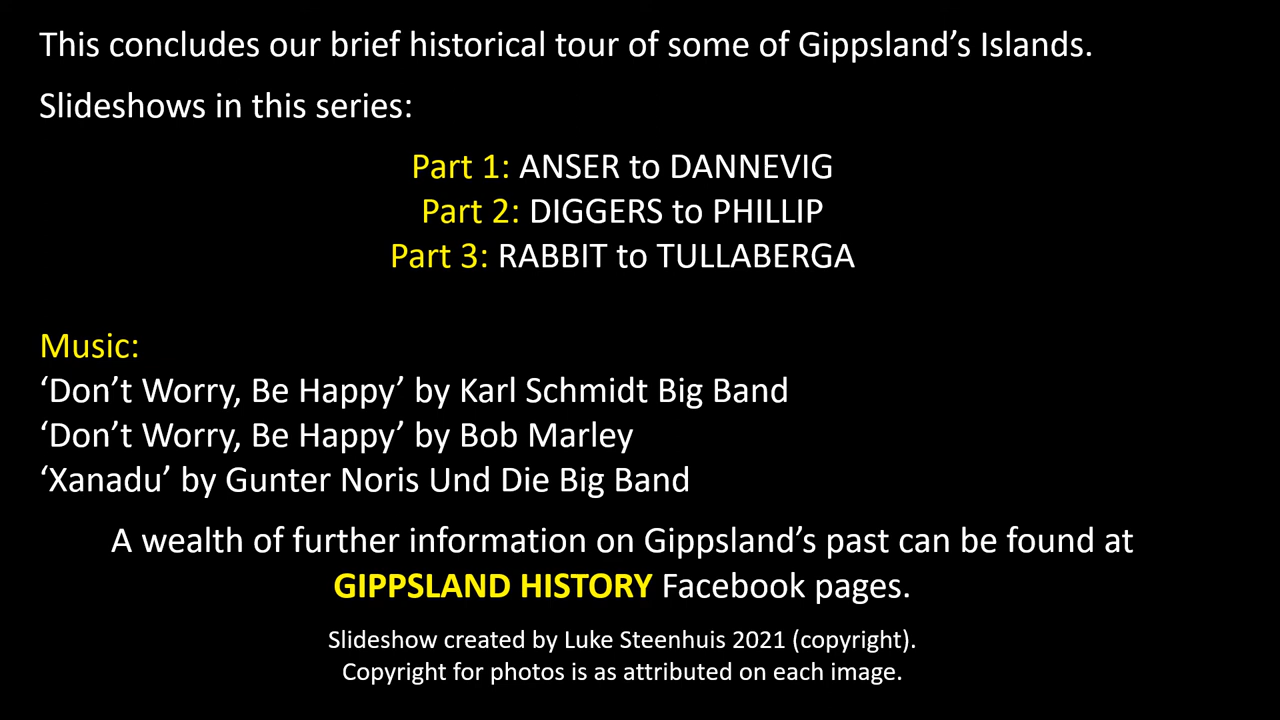 This concludes our brief historical tour of some of Gippsland’s Islands.
Slideshows in this series:
Part 1: ANSER to DANNEVIG
Part 2: DIGGERS to PHILLIP
Part 3: RABBIT to TULLABERGA
Music:
‘Don’t Worry, Be Happy’ by Karl Schmidt Big Band
‘Don’t Worry, Be Happy’ by Bob Marley
‘Xanadu’ by Gunter Noris Und Die Big Band
A wealth of further information on Gippsland’s past can be found at
GIPPSLAND HISTORY Facebook pages.
Slideshow created by Luke Steenhuis 2021 (copyright).
Copyright for photos is as attributed on each image.